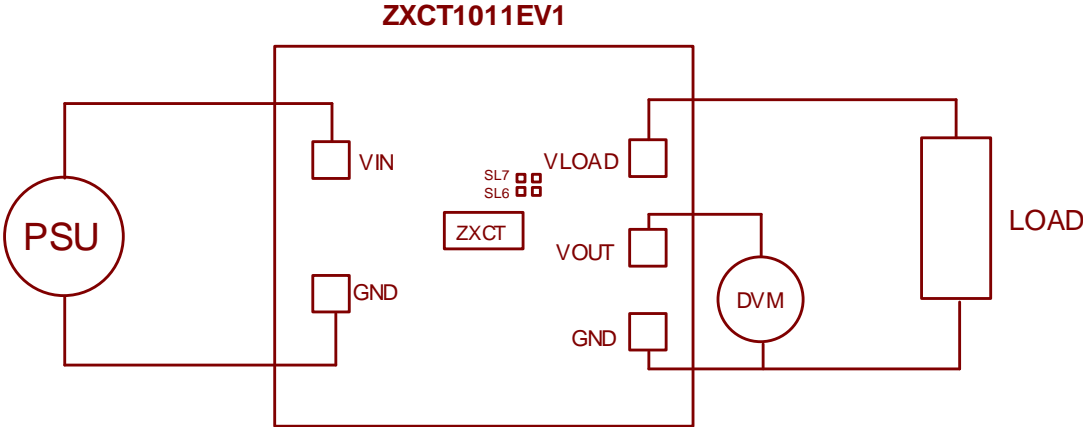 ZXCT1011EV1
VIN
VLOAD
SL7
SL6
PSU
ZXCT
VOUT
LOAD
GND
DVM
GND